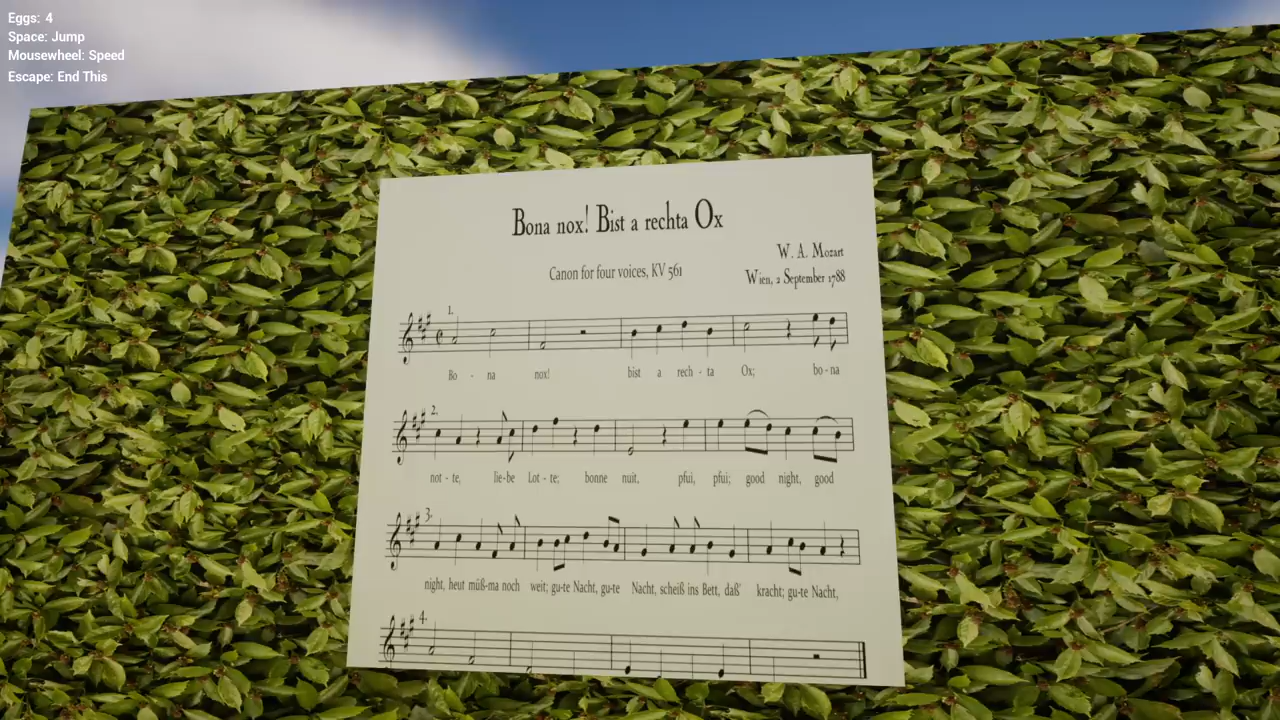 Eggs: 4
Space: Jump
Mousewheel: Speed
Escape: End This
Bona nox! Bist a rechta Ox
W. A. Mozart
Canon for four voices, KV 561
Wien, 2 September 1788
1.
Bo - na nox! bist a rech - ta Ox; bo - na
2.
not - te, lie-be Lot - te; bonne nuit, pfui, pfui; good night, good
3.
night, heut müß-ma noch weit; gu-te Nacht, gu-te Nacht, scheiß ins Bett, daß' kracht; gu-te Nacht,
4.